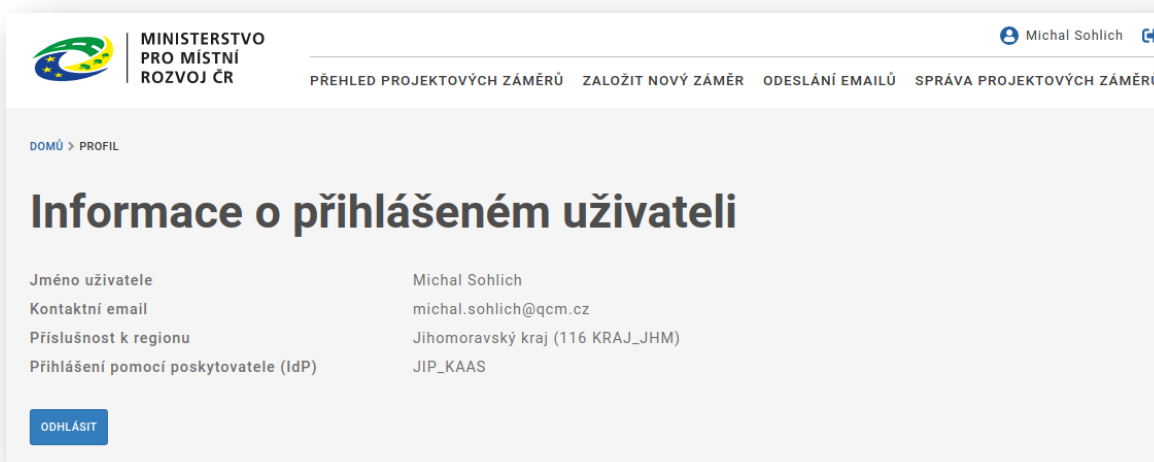 MINISTERSTVO
PRO MÍSTNÍ
ROZVOJ ČR
Michal Sohlich
PŘEHLED PROJEKTOVÝCH ZÁMĚRŮ ZALOŽIT NOVÝ ZÁMĚR ODESLÁNÍ EMAILŮ SPRÁVA PROJEKTOVÝCH ZÁMĚRŮ
DOMŮ > PROFIL
Informace o přihlášeném uživateli
Jméno uživatele Michal Sohlich
Kontaktní email michal.sohlich@qcm.cz
Příslušnost k regionu Jihomoravský kraj (116 KRAJ_JHM)
Přihlášení pomocí poskytovatele (IdP) JIP_KAAS
ODHLÁSIT